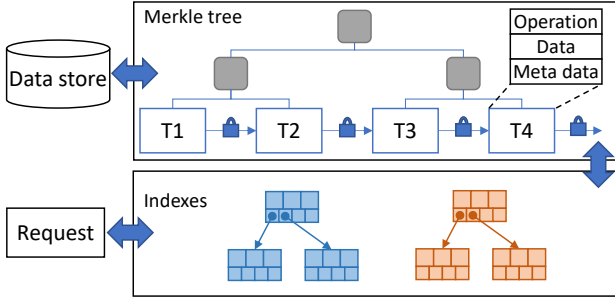 Merkle tree
Operation
Data
Meta data
Data store
T1
T2
T3
T4
Indexes
Request